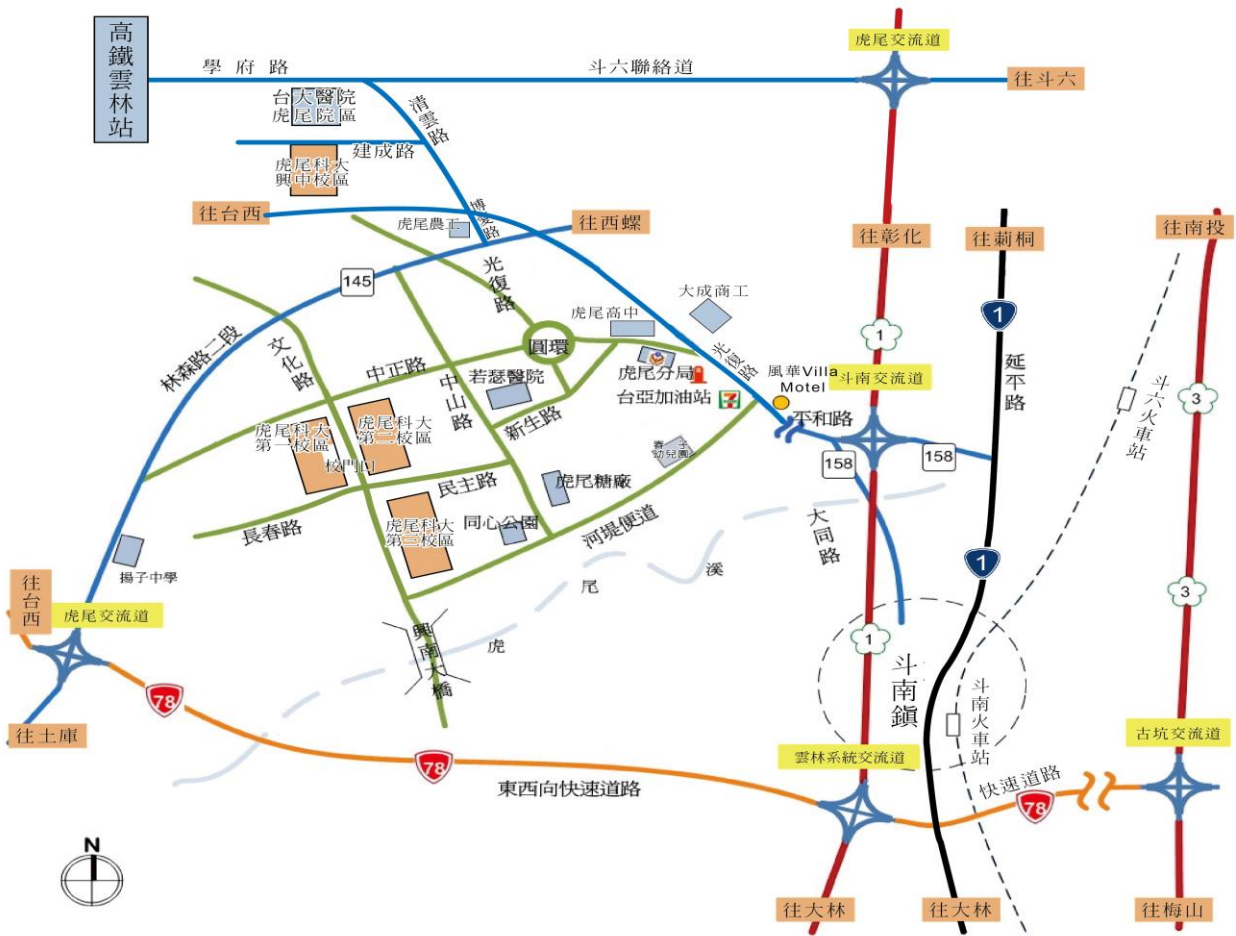 高鐵雲林站
學府路
斗六聯絡道
虎尾交流道
往斗六
台大醫院
虎尾院區
清雲路
建成路
虎尾科大
興中校區
往台西
虎尾農工
博愛路
往西螺
往彰化
往莿桐
往南投
145
光復路
大成商工
虎尾高中
1
1
圓環
光復路
虎尾分局
台亞加油站
7
風華Villa
Motel
斗南交流道
延平路
斗六火車站
3
林森路二段
文化路
中正路
中山路
若瑟醫院
新生路
平和路
158
158
虎尾科大
第一校區
校門口
虎尾科大
第二校區
民主路
虎尾糖廠
幼兒園
長春路
虎尾科大
第三校區
同心公園
河堤便道
大同路
虎尾溪
揚子中學
往台西
虎尾交流道
興南大橋
1
1
3
斗南鎮
斗南火車站
往土庫
78
78
東西向快速道路
雲林系統交流道
快速道路
78
古坑交流道
N
往大林
往大林
往梅山